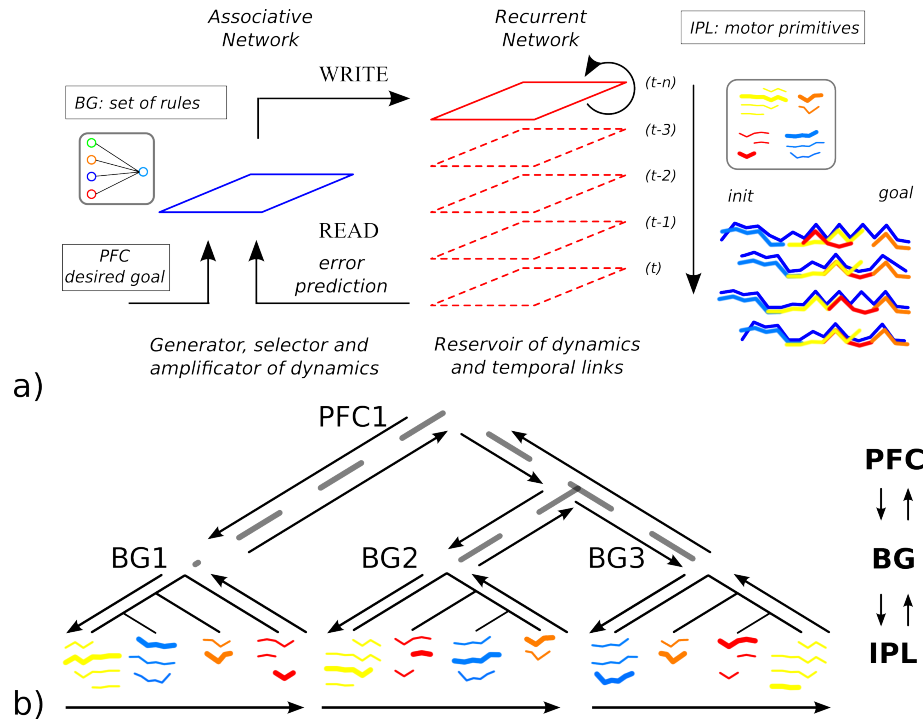 Associative
Network
Recurrent
Network
IPL: motor primitives
BG: set of rules
WRITE
(t-n)
(t-3)
(t-2)
(t-1)
(t)
init
goal
READ
error
prediction
PFC
desired goal
Generator, selector and
amplificator of dynamics
Reservoir of dynamics
and temporal links
a)
PFC1
BG1
BG2
BG3
PFC
BG
IPL
b)